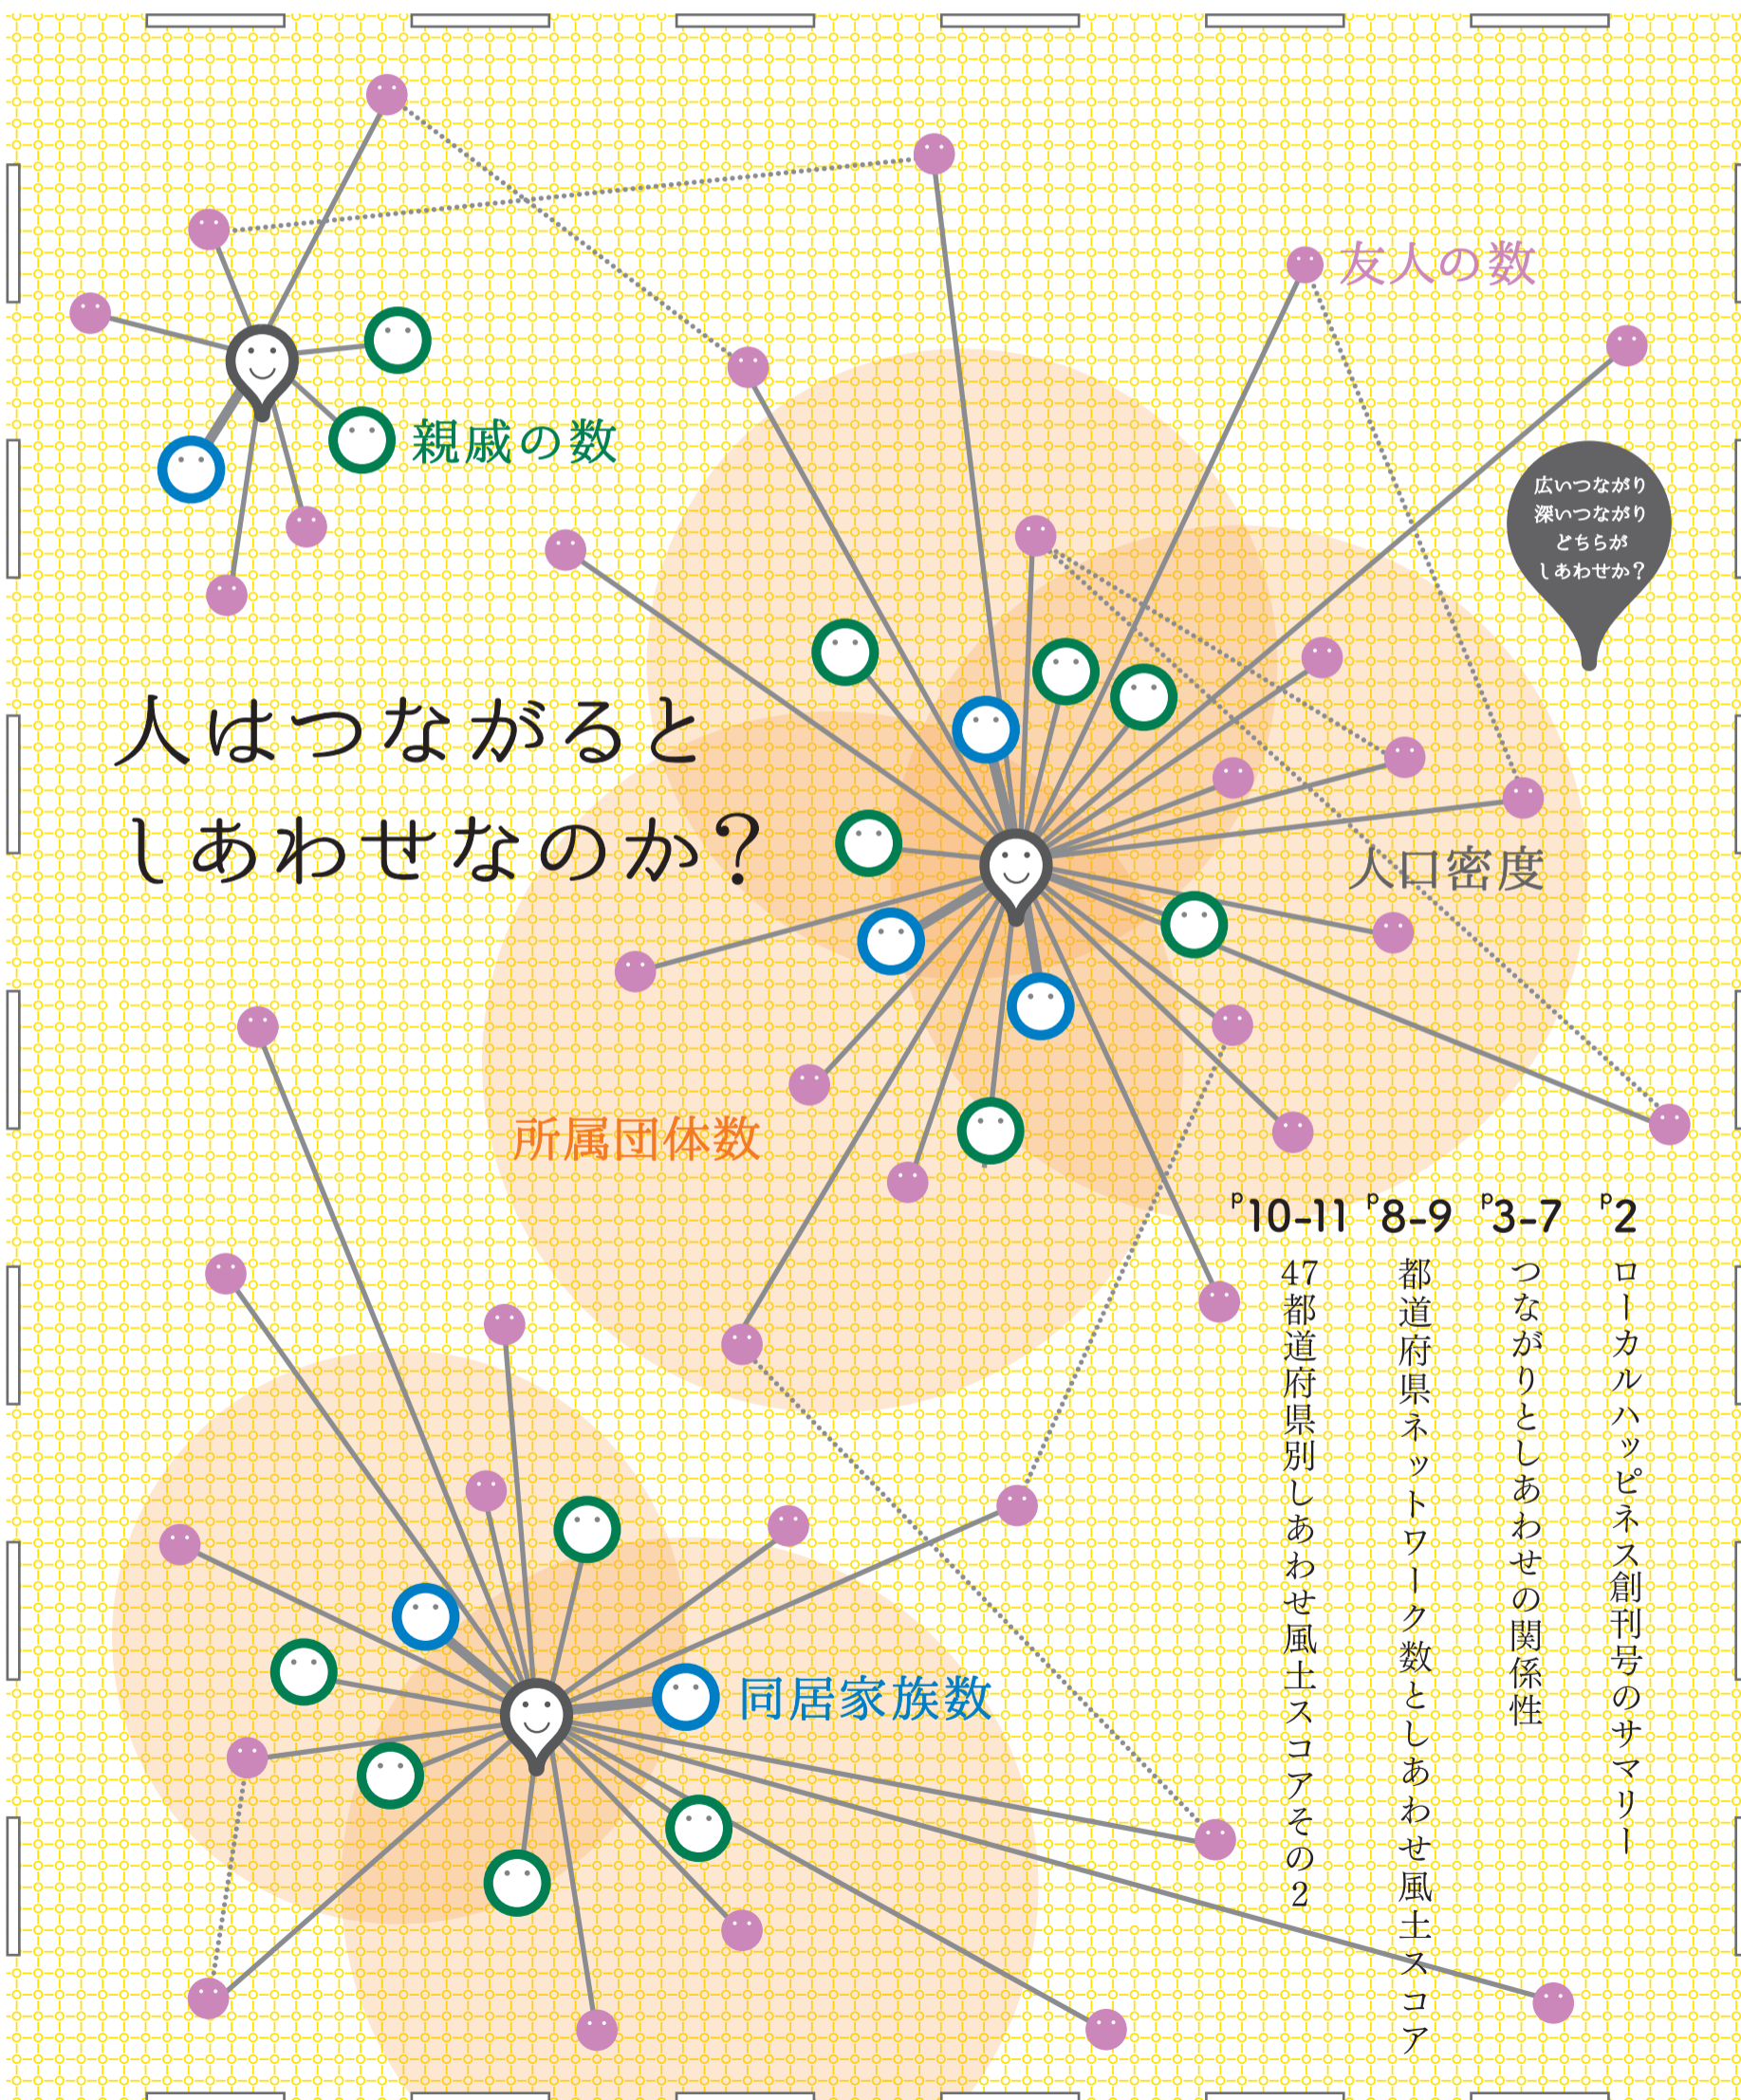 友人の数
広いつながり
深いつながり
どちらが
しあわせか?
親戚の数
人はつながると
しあわせなのか?
人口密度
所属団体数
p2
ローカルハッピネス創刊号のサマリー
p3-7
つながりとしあわせの関係性
p8-9
都道府県ネットワーク数としあわせ風土スコア
p10-11
47都道府県別しあわせ風土スコアその2
同居家族数